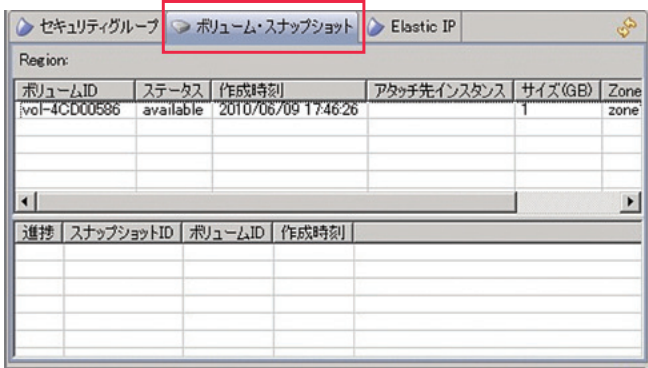 セキュリティグループ ボリューム・スナップショット Elastic IP
Region:
ボリュームID ステータス 作成時刻 アタッチ先インスタンス サイズ(GB) Zone
vol-4CD00586 available 2010/06/09 17:46:26 1 zone
進捗 スナップショットID ボリュームID 作成時刻